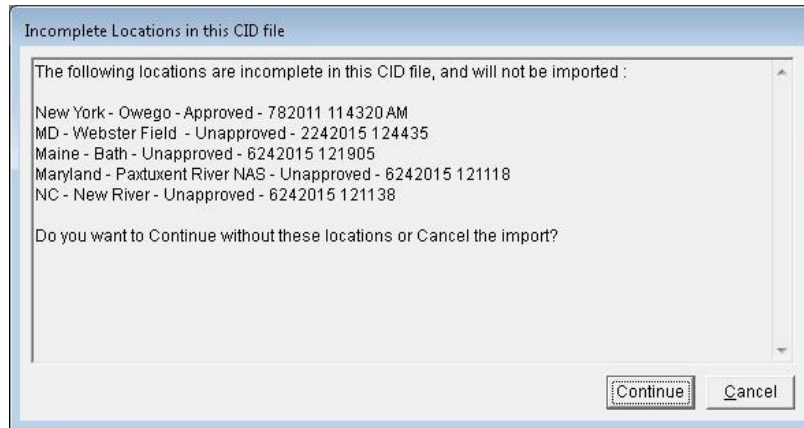 Incomplete Locations in this CID file
The following locations are incomplete in this CID file, and will not be imported :
New York - Owego - Approved - 782011 114320 AM
MD - Webster Field - Unapproved - 2242015 124435
Maine - Bath - Unapproved - 6242015 121905
Maryland - Paxtuxent River NAS - Unapproved - 6242015 121118
NC - New River - Unapproved - 6242015 121138
Do you want to Continue without these locations or Cancel the import?
Continue
Cancel